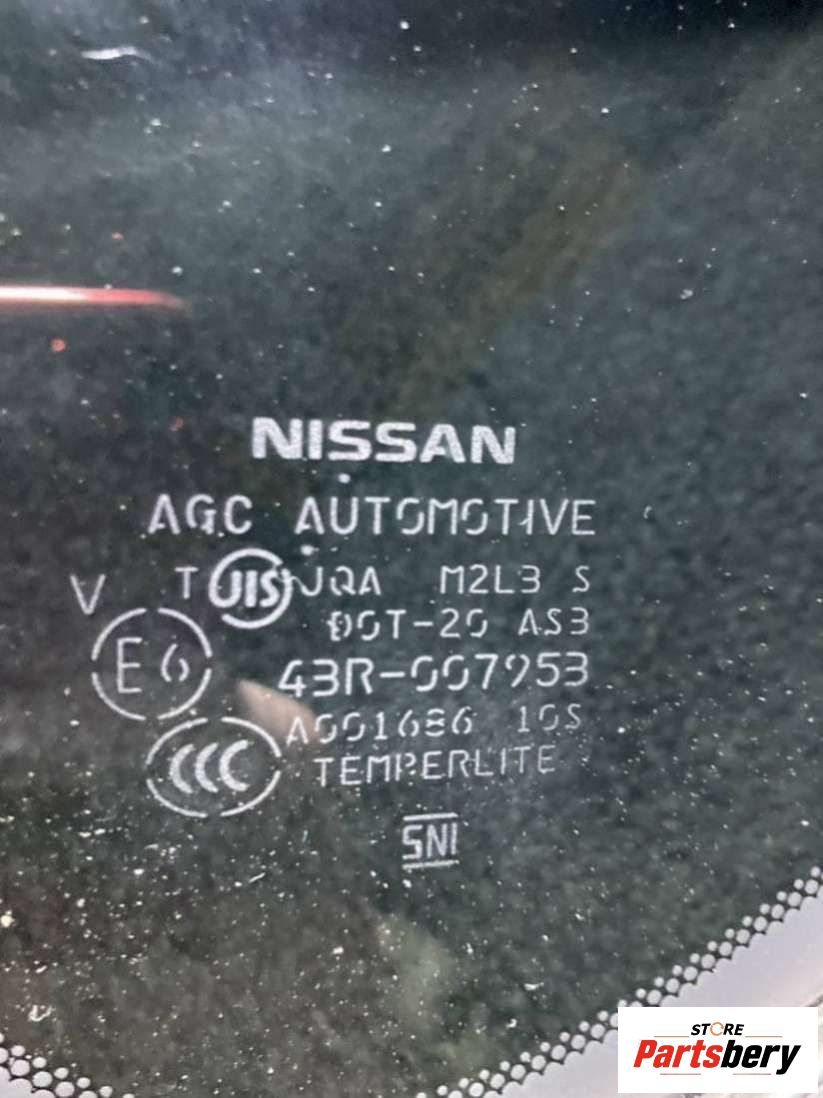 NISSAN
AGC AUTOMOTIVE
V T JIS JQA M2L3 S
DOT-20 AS3
E6 43R-007953
A001686 10S
CCC TEMPERLITE
SNI
STORE
Partsbery